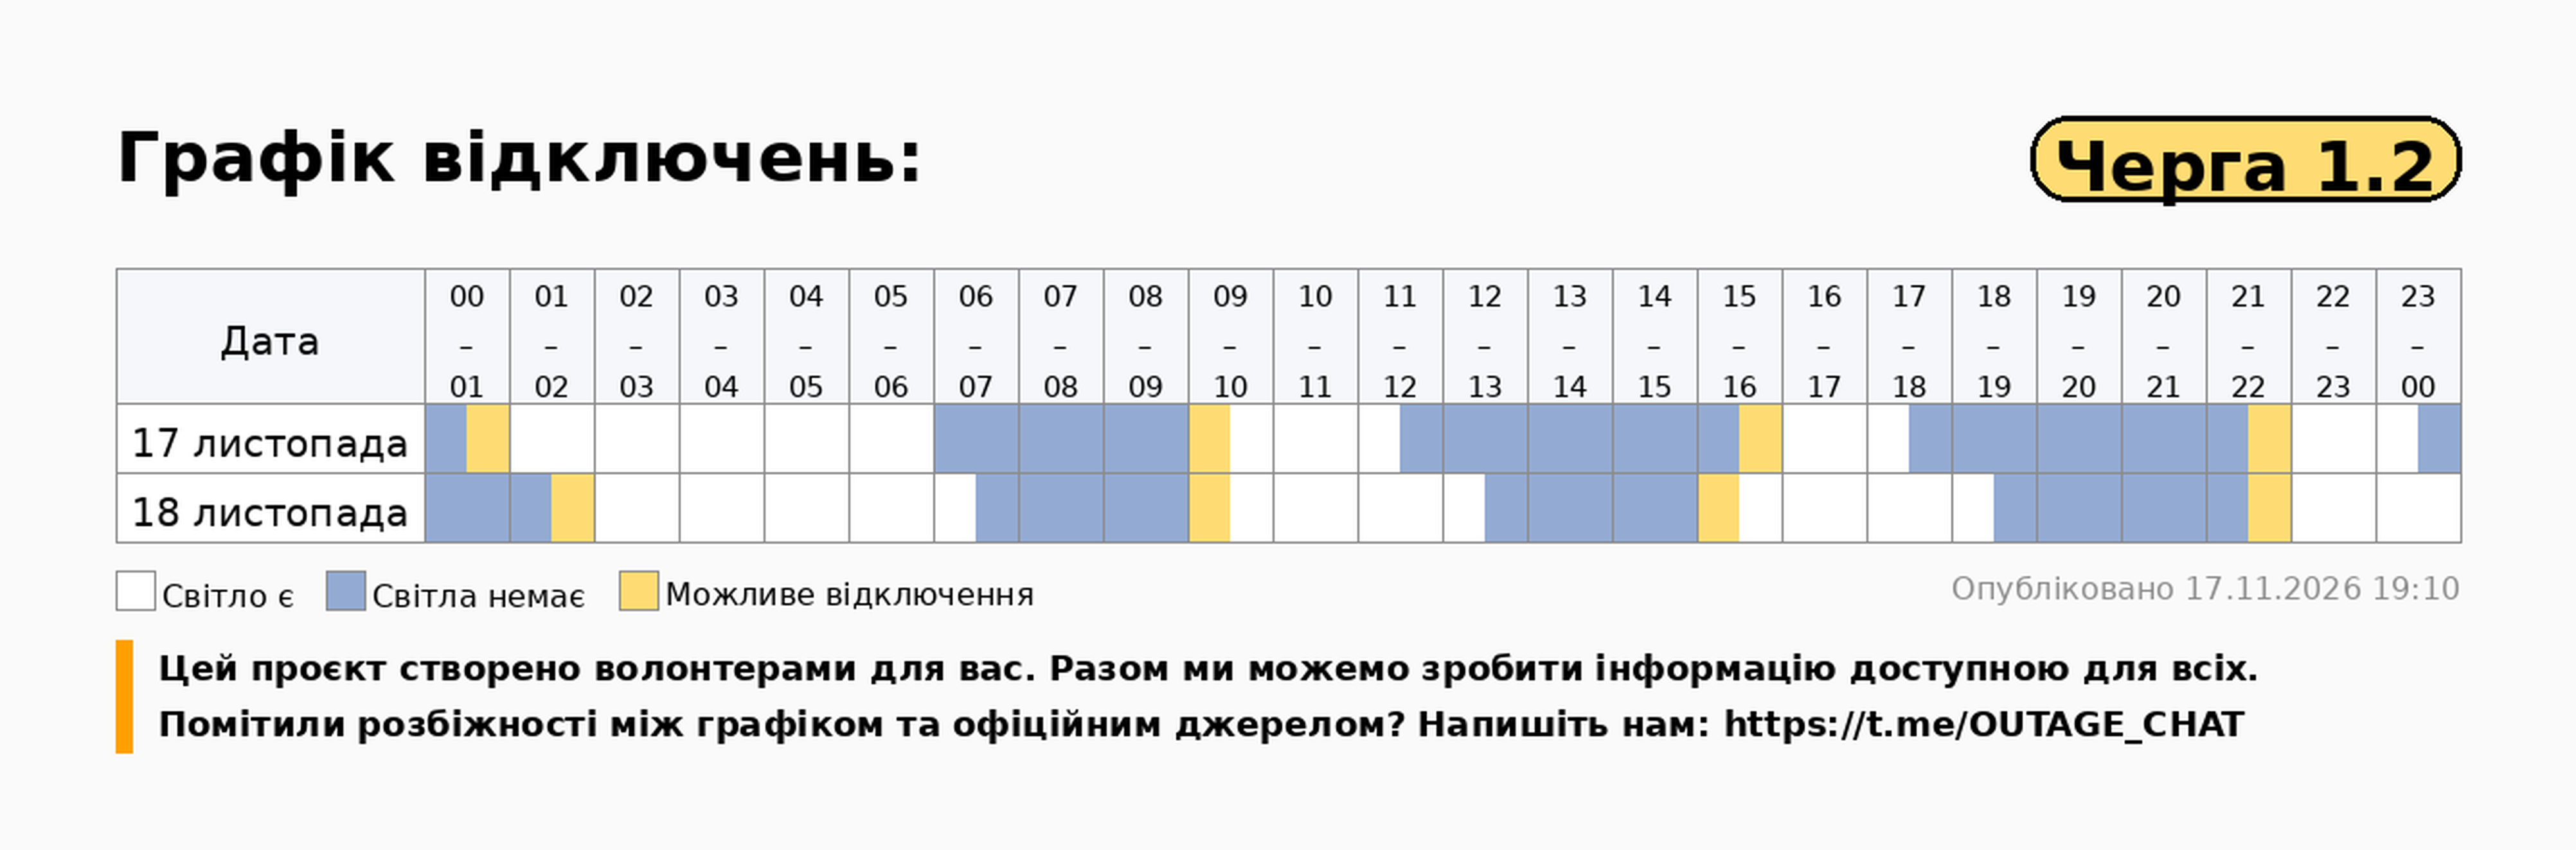 Графік відключень:
Черга 1.2
Дата
00 – 01
01 – 02
02 – 03
03 – 04
04 – 05
05 – 06
06 – 07
07 – 08
08 – 09
09 – 10
10 – 11
11 – 12
12 – 13
13 – 14
14 – 15
15 – 16
16 – 17
17 – 18
18 – 19
19 – 20
20 – 21
21 – 22
22 – 23
23 – 00
17 листопада
18 листопада
Світло є
Світла немає
Можливе відключення
Опубліковано 17.11.2026 19:10
Цей проєкт створено волонтерами для вас. Разом ми можемо зробити інформацію доступною для всіх.
Помітили розбіжності між графіком та офіційним джерелом? Напишіть нам: https://t.me/OUTAGE_CHAT